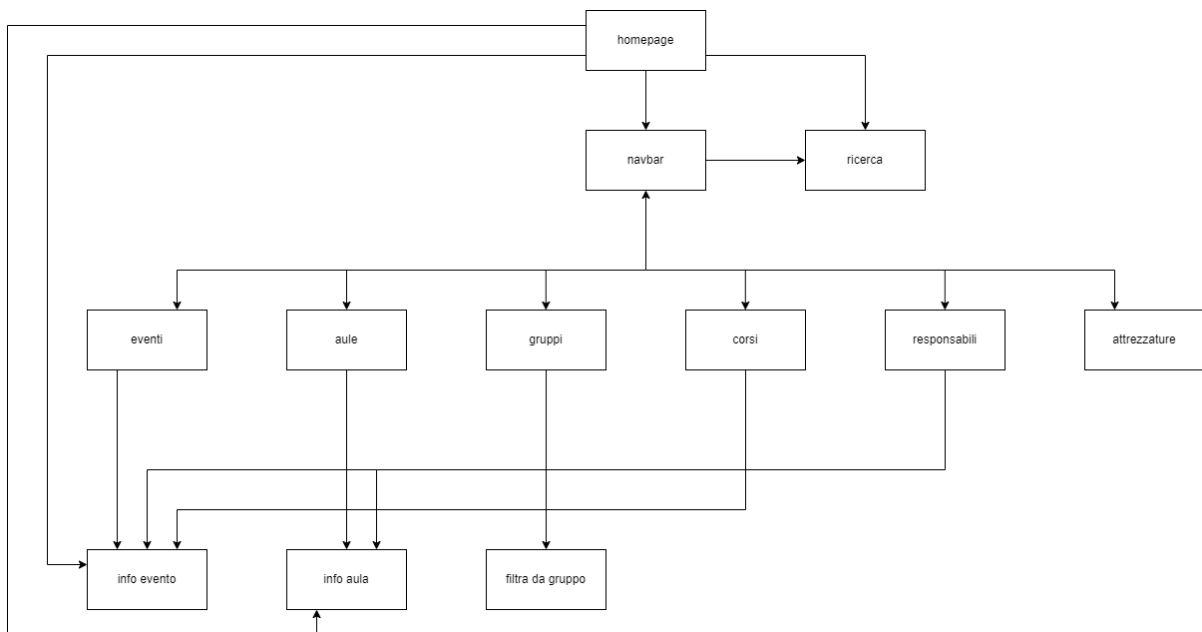 homepage
navbar
ricerca
eventi
aule
gruppi
corsi
responsabili
attrezzature
info evento
info aula
filtra da gruppo